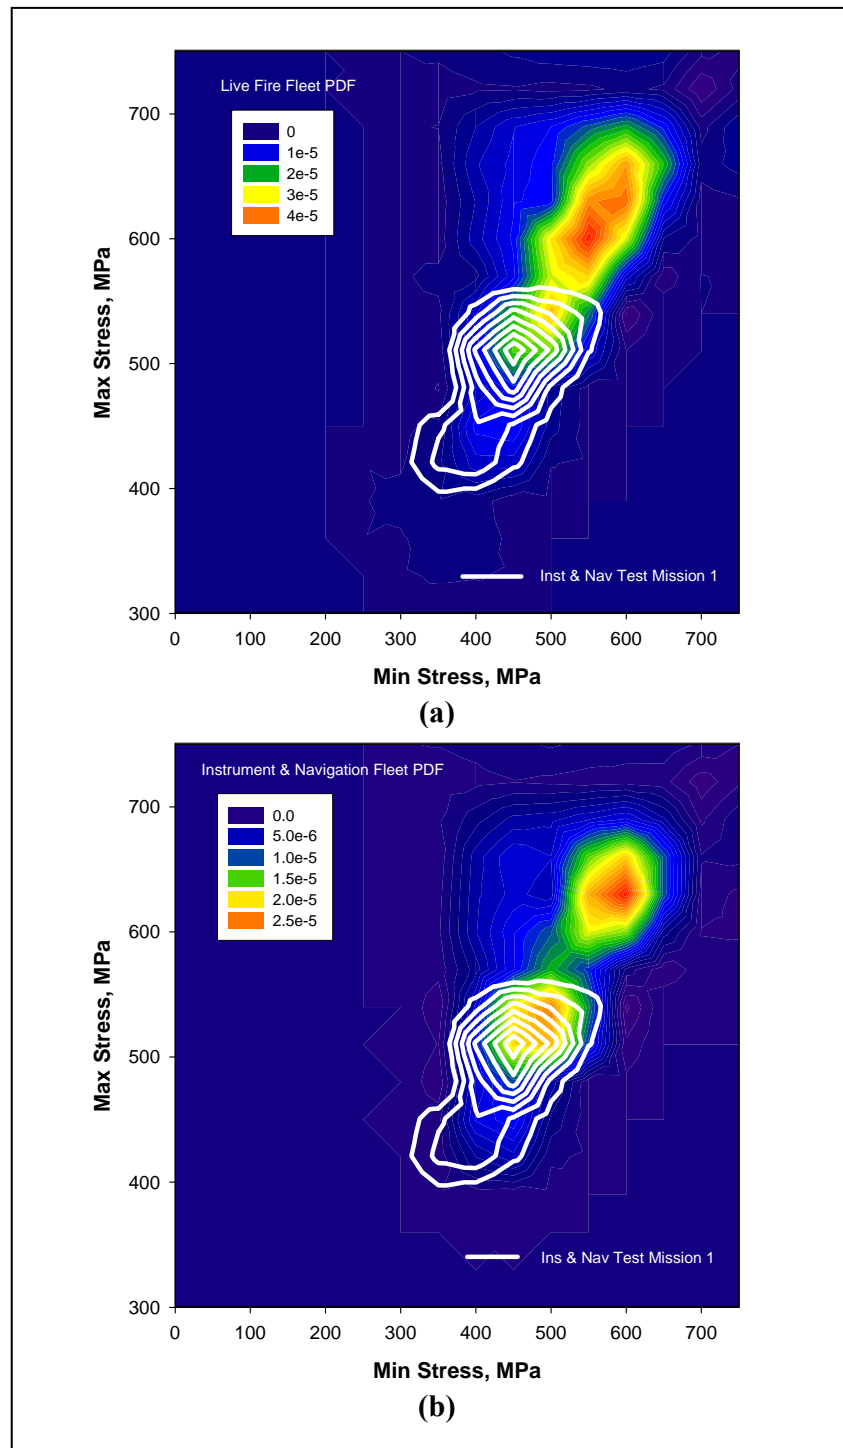 Live Fire Fleet PDF
0
1e-5
2e-5
3e-5
4e-5
700
600
500
400
300
Max Stress, MPa
Inst & Nav Test Mission 1
0 100 200 300 400 500 600 700
Min Stress, MPa
(a)
Instrument & Navigation Fleet PDF
0.0
5.0e-6
1.0e-5
1.5e-5
2.0e-5
2.5e-5
700
600
500
400
300
Max Stress, MPa
Ins & Nav Test Mission 1
0 100 200 300 400 500 600 700
Min Stress, MPa
(b)